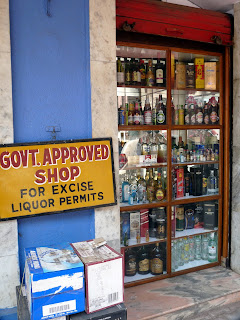 GOVT. APPROVED
SHOP
FOR EXCISE
LIQUOR PERMITS